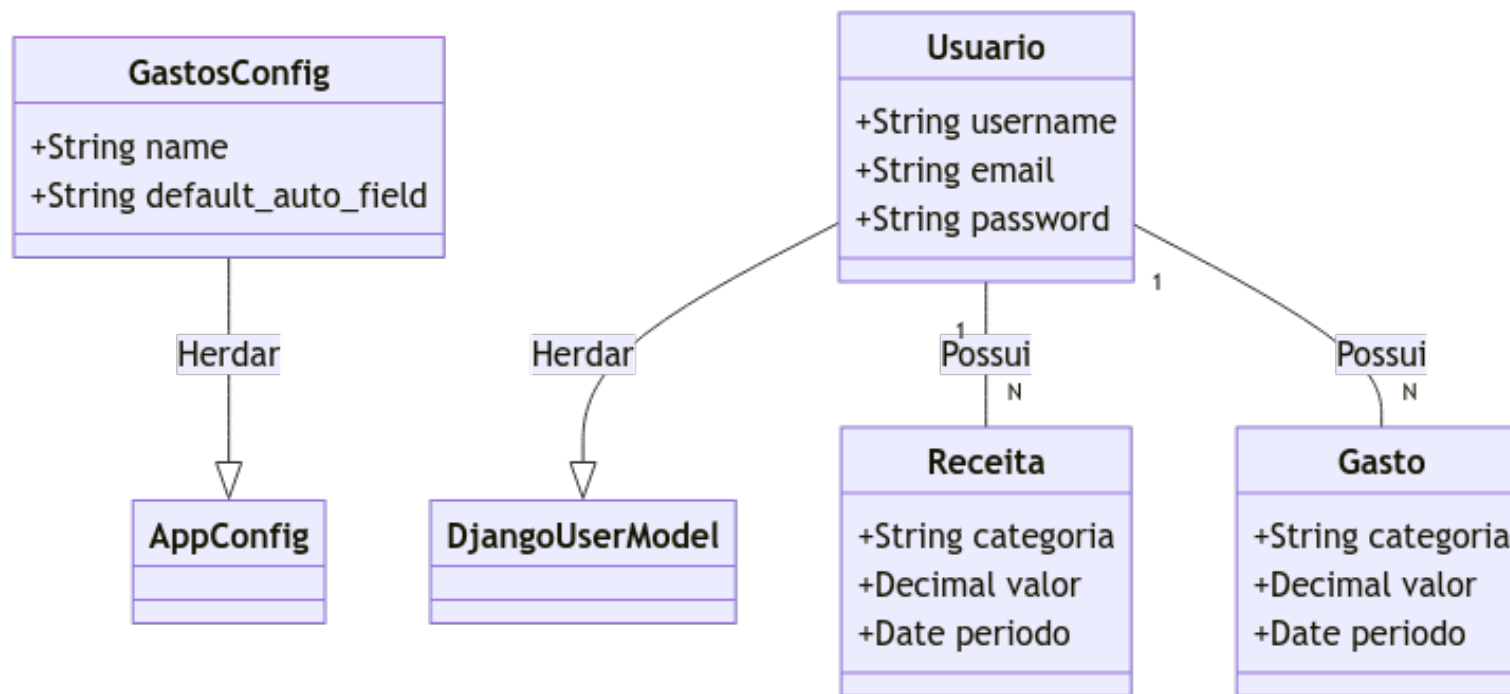 GastosConfig
+String name
+String default_auto_field
Usuario
+String username
+String email
+String password
1
1
Herdar
Herdar
Possui
Possui
N
N
AppConfig
DjangoUserModel
Receita
+String categoria
+Decimal valor
+Date periodo
Gasto
+String categoria
+Decimal valor
+Date periodo